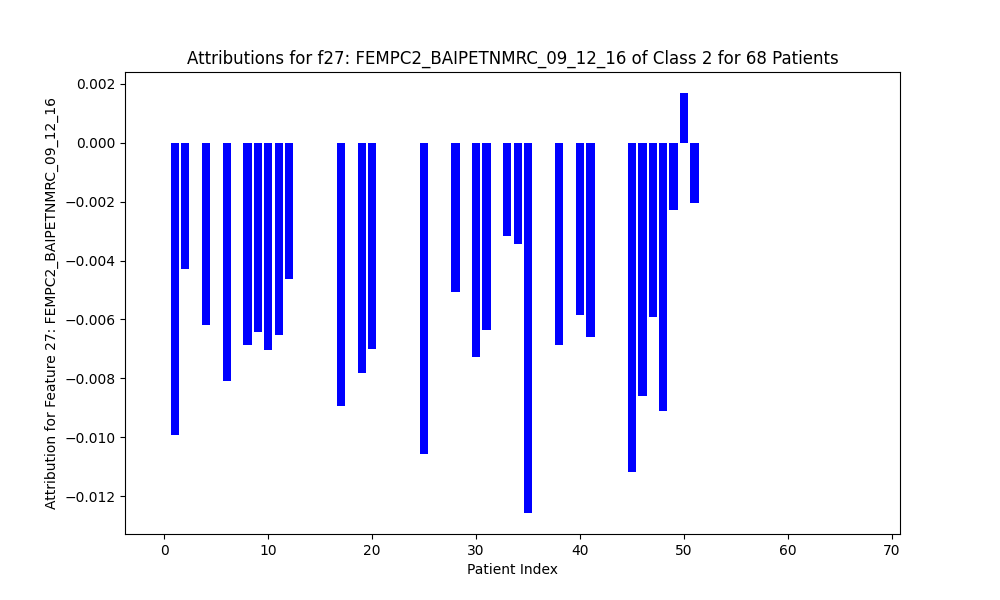 Attributions for f27: FEMPC2_BAIPETNMRC_09_12_16 of Class 2 for 68 Patients
Attribution for Feature 27: FEMPC2_BAIPETNMRC_09_12_16
0.002
0.000
−0.002
−0.004
−0.006
−0.008
−0.010
−0.012
0 10 20 30 40 50 60 70
Patient Index